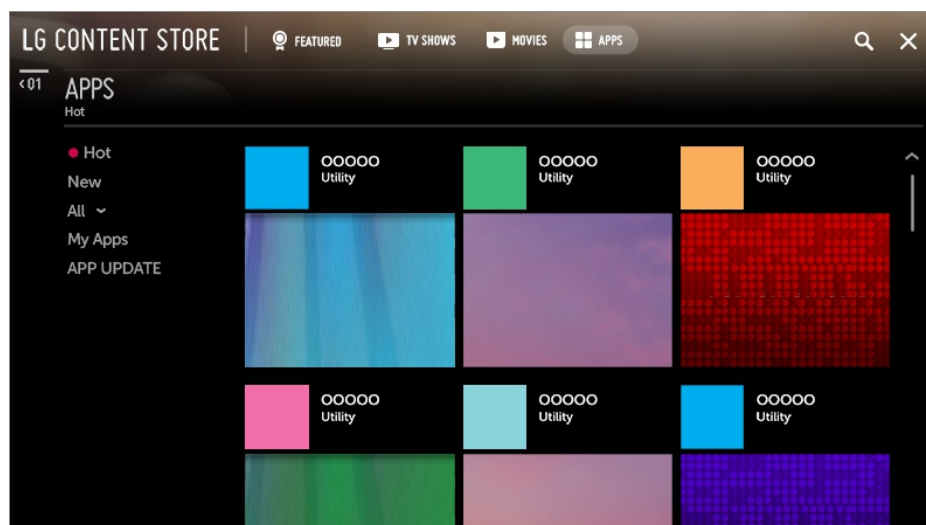 LG CONTENT STORE
FEATURED
TV SHOWS
MOVIES
APPS
<01
APPS
Hot
Hot
New
All
My Apps
APP UPDATE
OOOOO
Utility
OOOOO
Utility
OOOOO
Utility
OOOOO
Utility
OOOOO
Utility
OOOOO
Utility